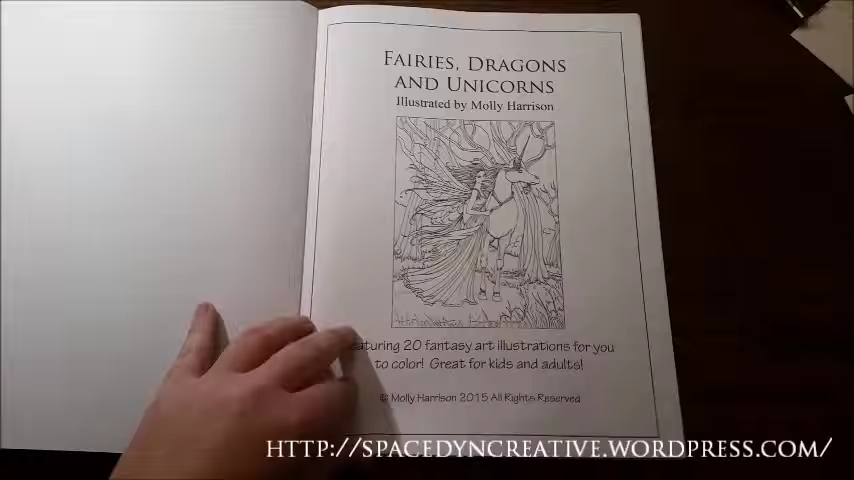 FAIRIES, DRAGONS
AND UNICORNS
Illustrated by Molly Harrison
aturing 20 fantasy art illustrations for you
to color! Great for kids and adults!
© Molly Harrison 2015 All Rights Reserved
HTTP://SPACEDYNCREATIVE.WORDPRESS.COM/